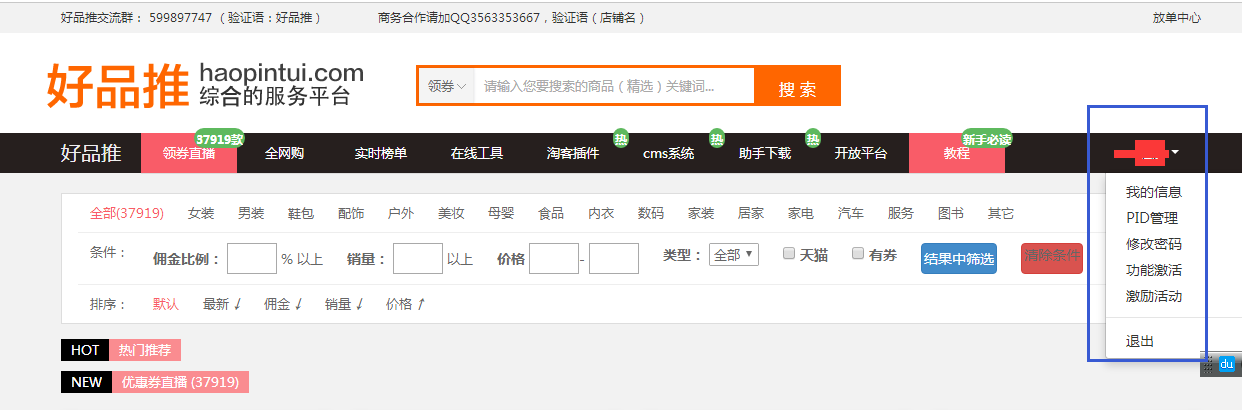 好品推交流群： 599897747 （验证语：好品推 ） 商务合作请加QQ3563353667，验证语（店铺名 ） 放单中心
好品推 haopintui.com
综合的服务平台
领券 请输入您要搜索的商品（精选）关键词... 搜 索
37919款 热 热 热 新手必读
好品推 领券直播 全网购 实时榜单 在线工具 淘客插件 cms系统 助手下载 开放平台 教程
我的信息
PID管理
修改密码
功能激活
激励活动
退出
全部(37919) 女装 男装 鞋包 配饰 户外 美妆 母婴 食品 内衣 数码 家装 居家 家电 汽车 服务 图书 其它
条件： 佣金比例： % 以上 销量： 以上 价格 - 类型： 全部 天猫 有券 结果中筛选 清除条件
排序： 默认 最新 佣金 销量 价格
HOT 热门推荐
NEW 优惠券直播 (37919)
du